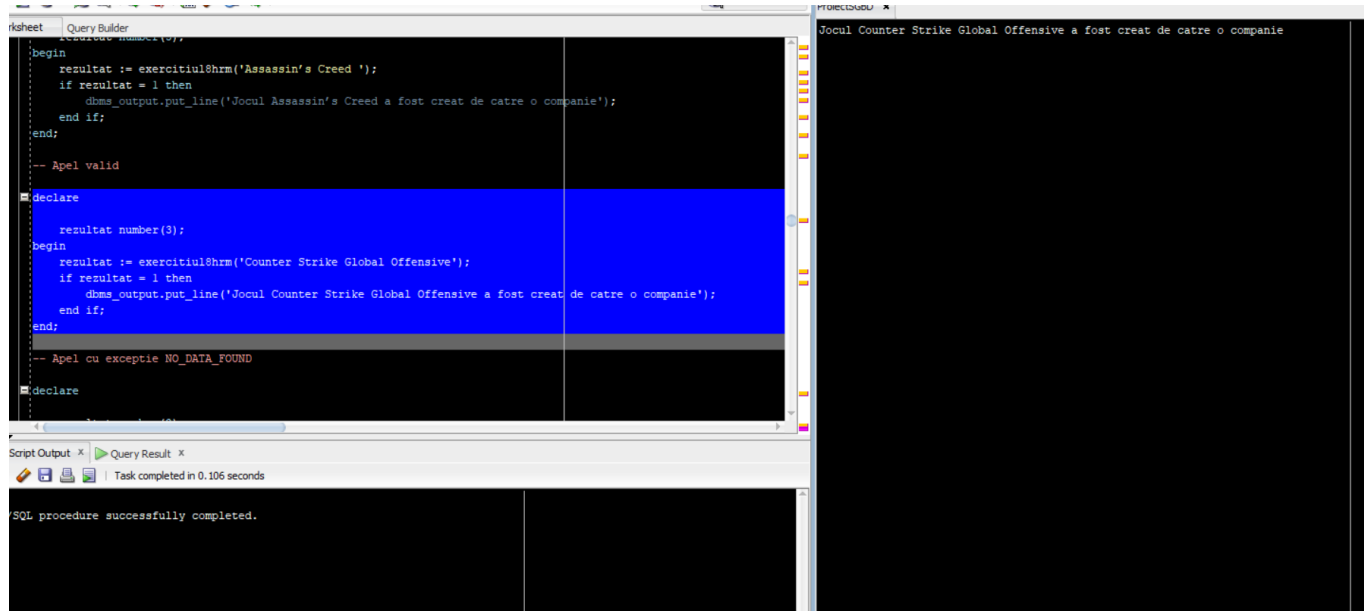 ProiectSGBD
rksheet Query Builder
rezultat number(3);
begin
rezultat := exercitiul8hrm('Assassin’s Creed ');
if rezultat = 1 then
dbms_output.put_line('Jocul Assassin’s Creed a fost creat de catre o companie');
end if;
end;
-- Apel valid
declare
rezultat number(3);
begin
rezultat := exercitiul8hrm('Counter Strike Global Offensive');
if rezultat = 1 then
dbms_output.put_line('Jocul Counter Strike Global Offensive a fost creat de catre o companie');
end if;
end;
-- Apel cu exceptie NO_DATA_FOUND
declare
Script Output x Query Result x
Task completed in 0.106 seconds
/SQL procedure successfully completed.
Jocul Counter Strike Global Offensive a fost creat de catre o companie